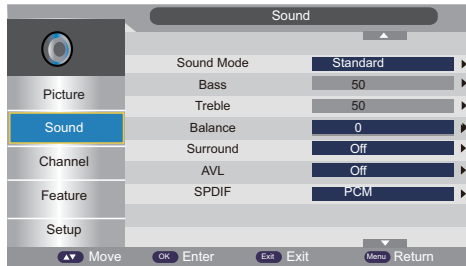 Sound
Sound Mode Standard
Bass 50
Treble 50
Balance 0
Surround Off
AVL Off
SPDIF PCM
Picture
Sound
Channel
Feature
Setup
▲▼ Move OK Enter Exit Exit Menu Return